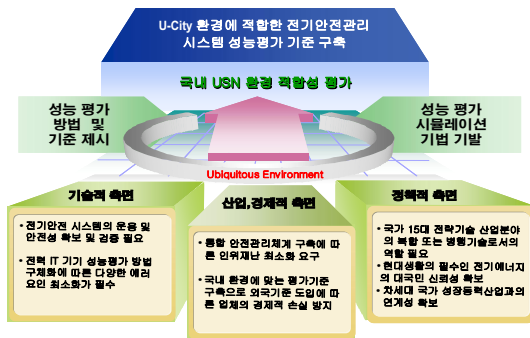 U-City 환경에 적합한 전기안전관리
시스템 성능평가 기준 구축
국내 USN 환경 적합성 평가
성능 평가
방법 및
기준 제시
성능 평가
시뮬레이션
기법 기발
Ubiquitous Environment
기술적 측면
• 전기안전 시스템의 운용 및
안전성 확보 및 검증 필요
• 전력 IT 기기 성능평가 방법
구체화에 따른 다양한 에러
요인 최소화가 필수
산업,경제적 측면
• 통합 안전관리체계 구축에 따
른 인위재난 최소화 요구
• 국내 환경에 맞는 평가기준
구축으로 외국기준 도입에 따
른 업체의 경제적 손실 방지
정책적 측면
• 국가 15대 전략기술 산업분야
의 복합 또는 병행기술로서의
역할 필요
• 현대생활의 필수인 전기에너지
의 대국민 신뢰성 확보
• 차세대 국가 성장동력산업과의
연계성 확보